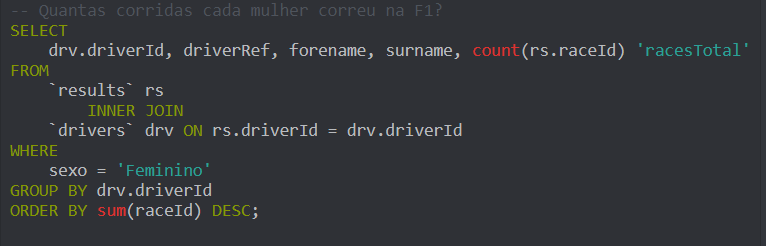 -- Quantas corridas cada mulher correu na F1?
SELECT
drv.driverId, driverRef, forename, surname, count(rs.raceId) 'racesTotal'
FROM
`results` rs
INNER JOIN
`drivers` drv ON rs.driverId = drv.driverId
WHERE
sexo = 'Feminino'
GROUP BY drv.driverId
ORDER BY sum(raceId) DESC;